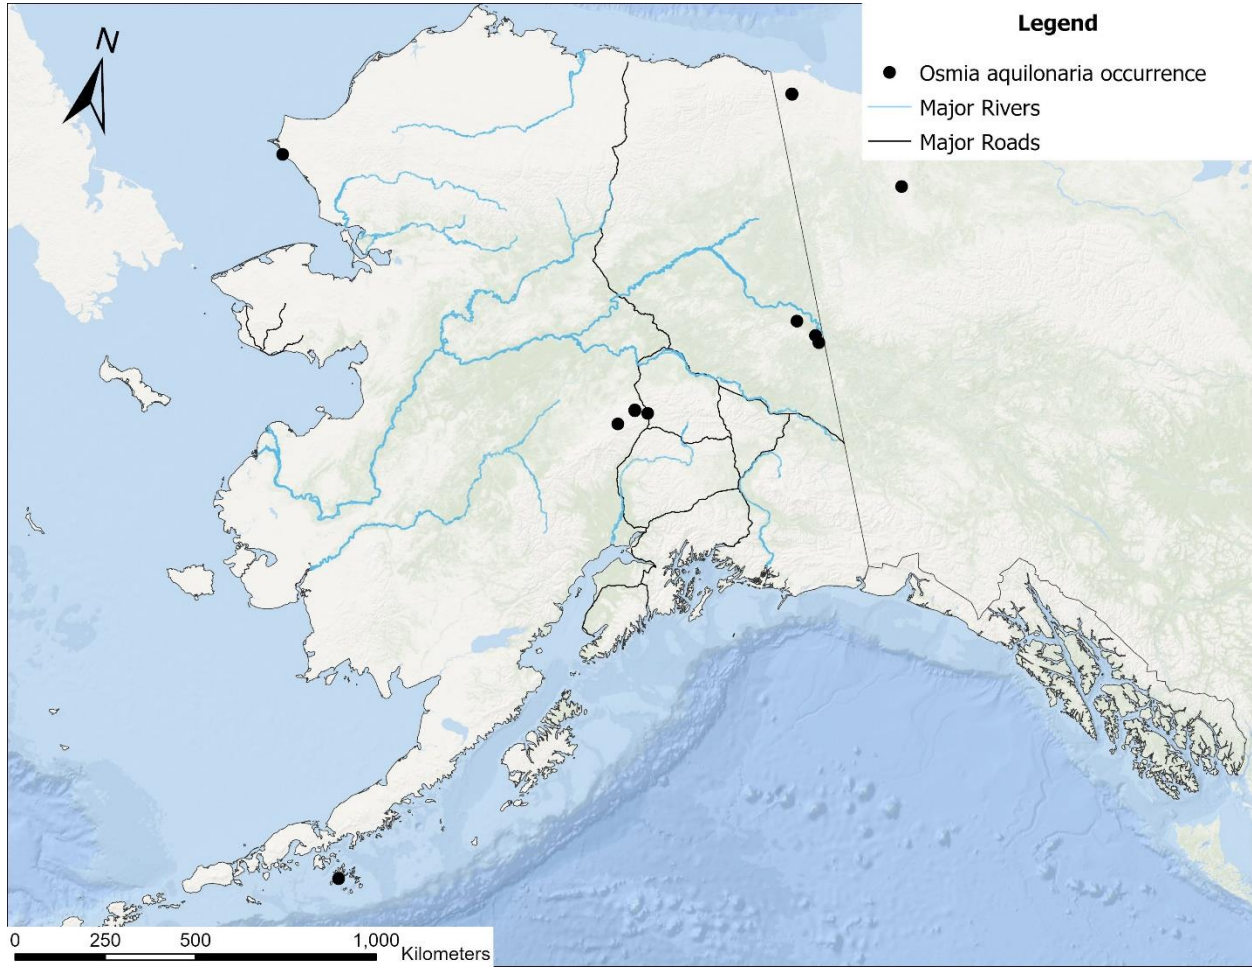 Legend
Osmia aquilonaria occurrence
Major Rivers
Major Roads
N
0 250 500 1,000
Kilometers